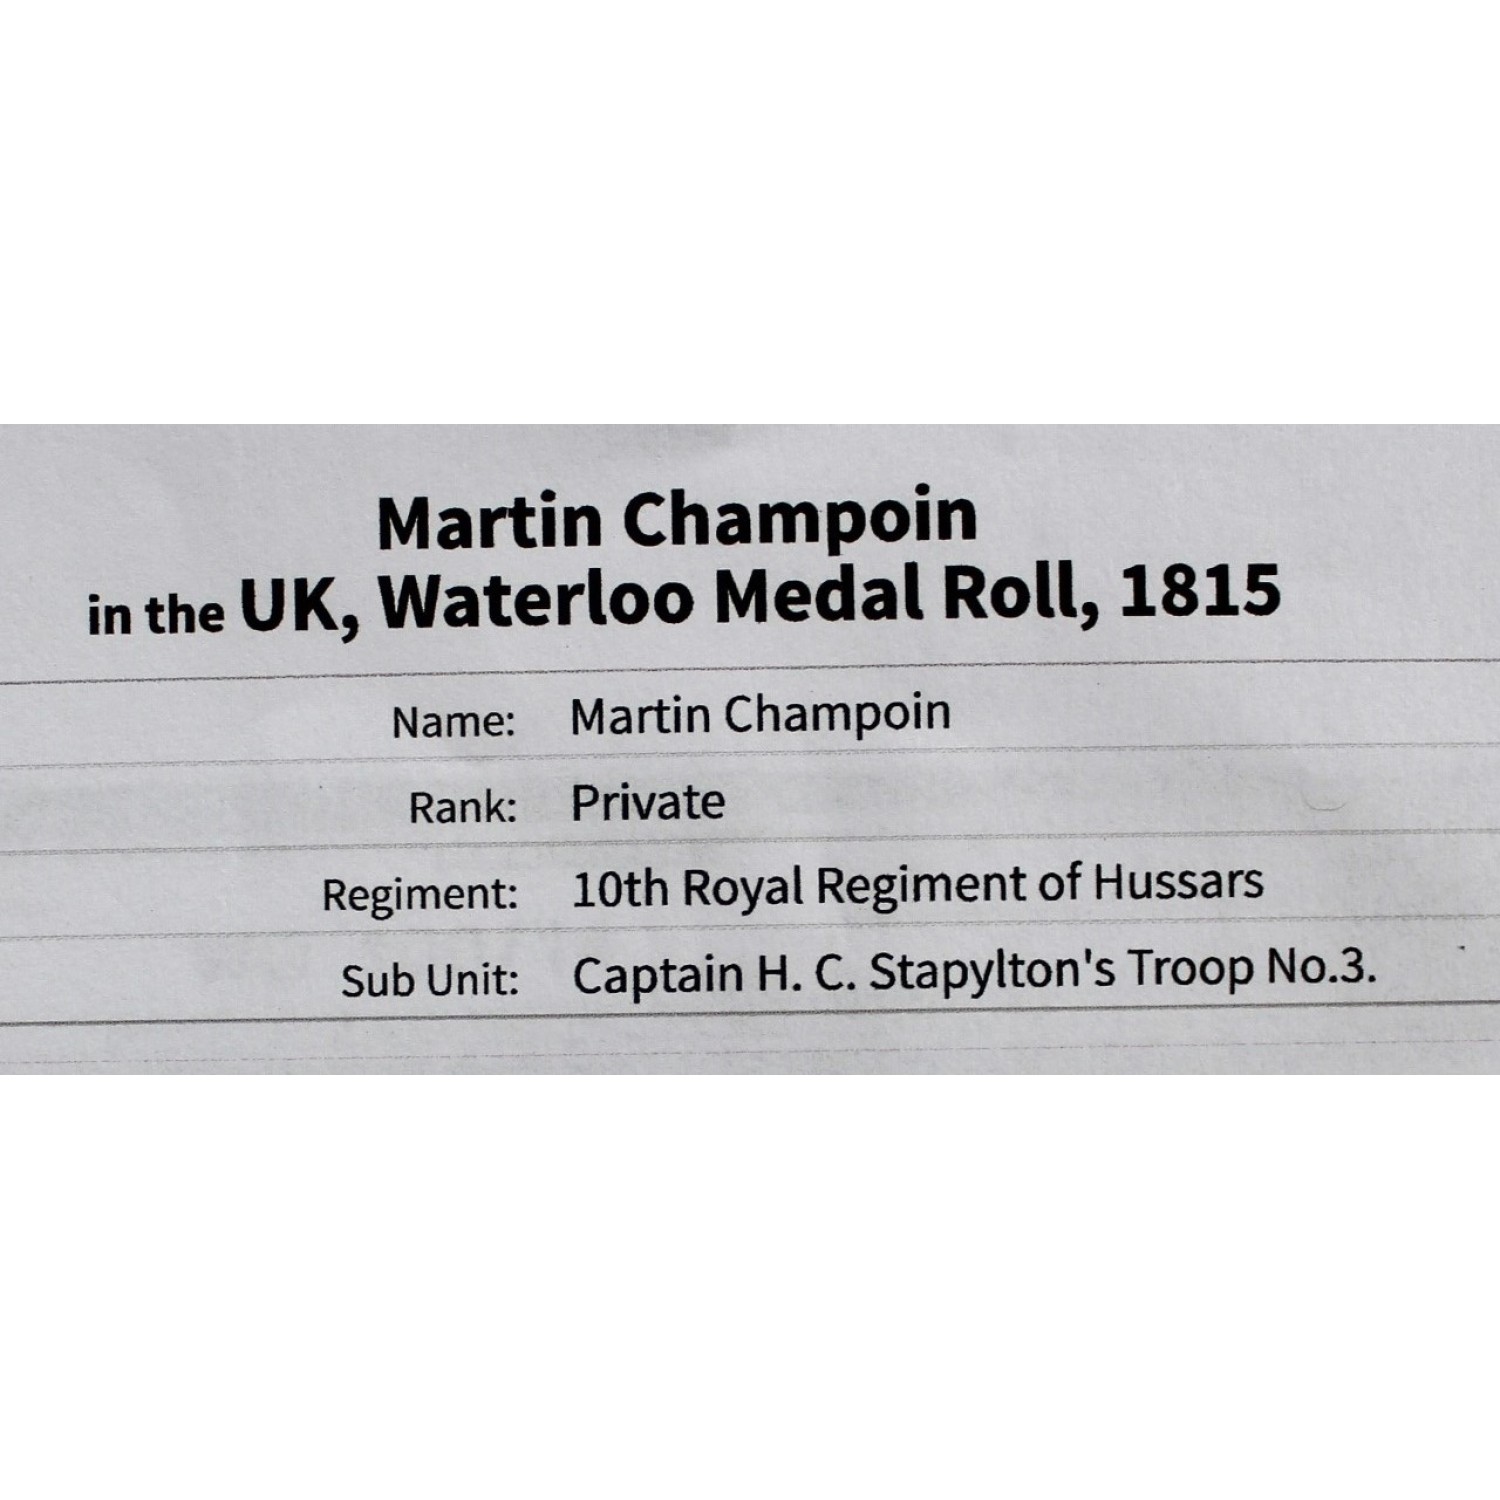 Martin Champoin
in the UK, Waterloo Medal Roll, 1815
Name: Martin Champoin
Rank: Private
Regiment: 10th Royal Regiment of Hussars
Sub Unit: Captain H. C. Stapylton's Troop No.3.